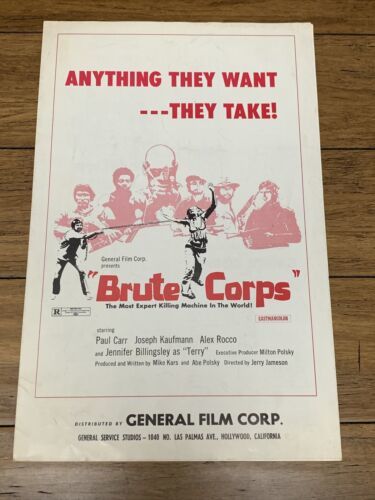 ANYTHING THEY WANT
---THEY TAKE!
General Film Corp.
presents
"Brute Corps"
The Most Expert Killing Machine In The World!
R
EASTMANCOLOR
starring
Paul Carr Joseph Kaufmann Alex Rocco
and Jennifer Billingsley as "Terry" Executive Producer Milton Polsky
Produced and Written by Mike Kars and Abe Polsky Directed by Jerry Jameson
DISTRIBUTED BY GENERAL FILM CORP.
GENERAL SERVICE STUDIOS - 1040 NO. LAS PALMAS AVE., HOLLYWOOD, CALIFORNIA